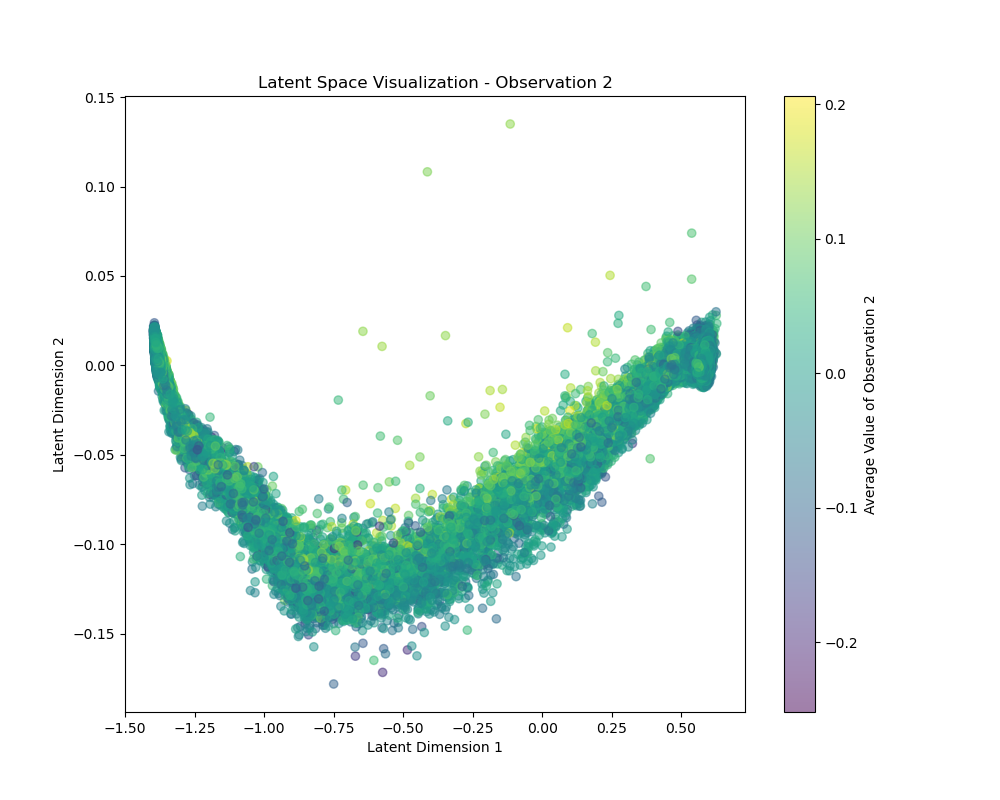 Latent Space Visualization - Observation 2
0.15
0.10
0.05
0.00
−0.05
−0.10
−0.15
Latent Dimension 2
−1.50 −1.25 −1.00 −0.75 −0.50 −0.25 0.00 0.25 0.50
Latent Dimension 1
0.2
0.1
0.0
−0.1
−0.2
Average Value of Observation 2